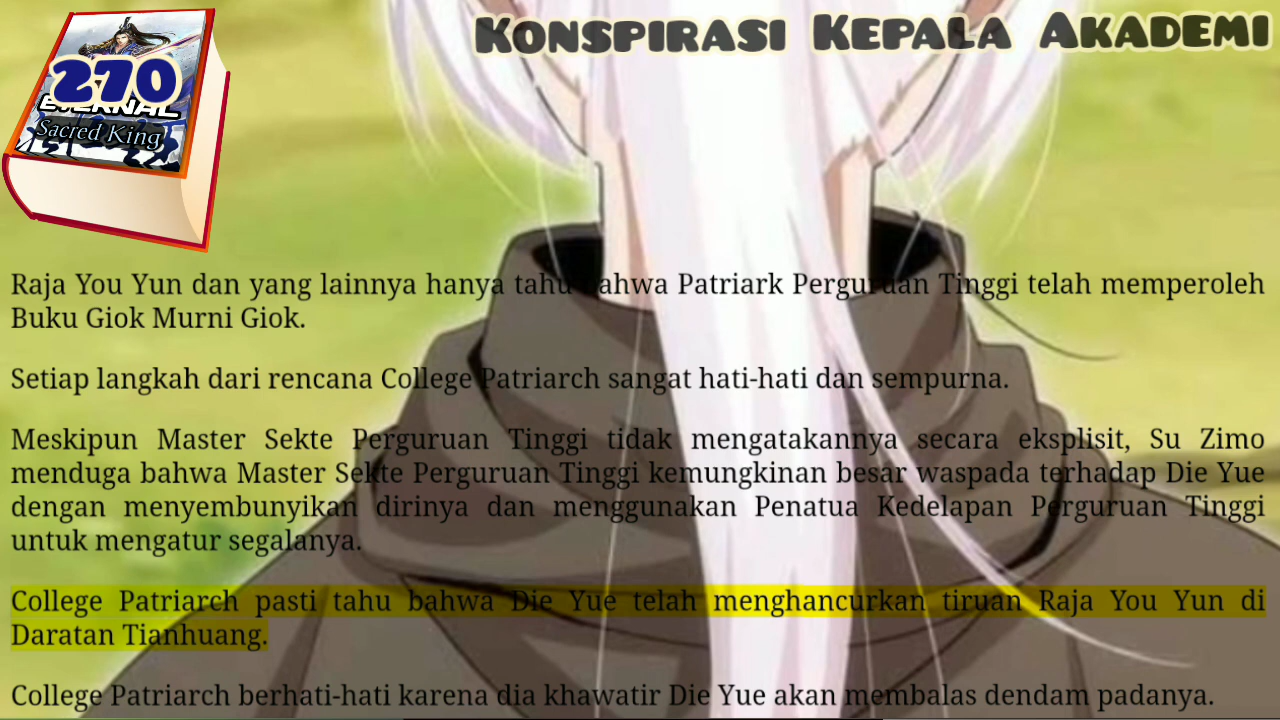 Konspirasi Kepala Akademi
270
ETERNAL
Sacred King
Raja You Yun dan yang lainnya hanya tahu bahwa Patriark Perguruan Tinggi telah memperoleh
Buku Giok Murni Giok.
Setiap langkah dari rencana College Patriarch sangat hati-hati dan sempurna.
Meskipun Master Sekte Perguruan Tinggi tidak mengatakannya secara eksplisit, Su Zimo
menduga bahwa Master Sekte Perguruan Tinggi kemungkinan besar waspada terhadap Die Yue
dengan menyembunyikan dirinya dan menggunakan Penatua Kedelapan Perguruan Tinggi
untuk mengatur segalanya.
College Patriarch pasti tahu bahwa Die Yue telah menghancurkan tiruan Raja You Yun di
Daratan Tianhuang.
College Patriarch berhati-hati karena dia khawatir Die Yue akan membalas dendam padanya.